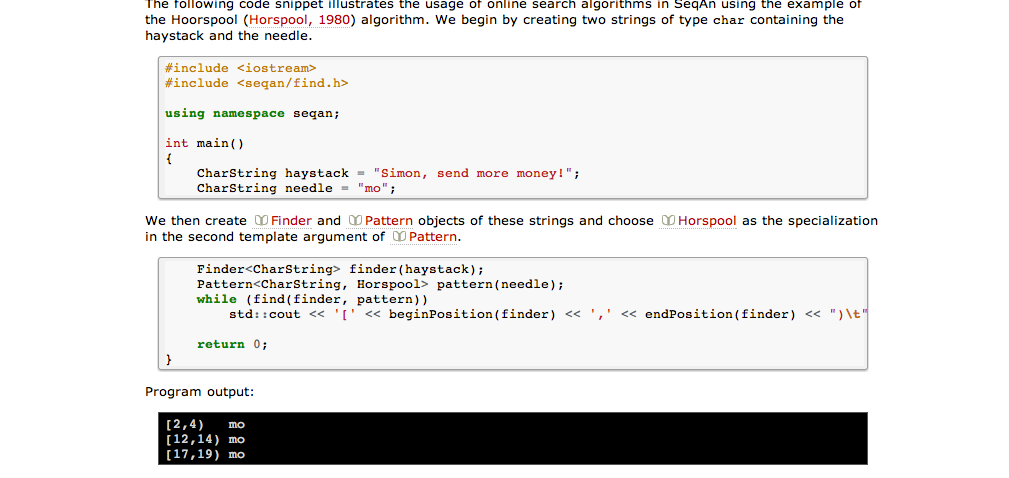 The following code snippet illustrates the usage of online search algorithms in SeqAn using the example of
the Hoorspool (Horspool, 1980) algorithm. We begin by creating two strings of type char containing the
haystack and the needle.
#include <iostream>
#include <seqan/find.h>
using namespace seqan;
int main()
{
    CharString haystack = "Simon, send more money!";
    CharString needle = "mo";
We then create Finder and Pattern objects of these strings and choose Horspool as the specialization
in the second template argument of Pattern.
    Finder<CharString> finder(haystack);
    Pattern<CharString, Horspool> pattern(needle);
    while (find(finder, pattern))
        std::cout << '[' << beginPosition(finder) << ',' << endPosition(finder) << ")\t"
    return 0;
}
Program output:
[2,4)   mo
[12,14) mo
[17,19) mo